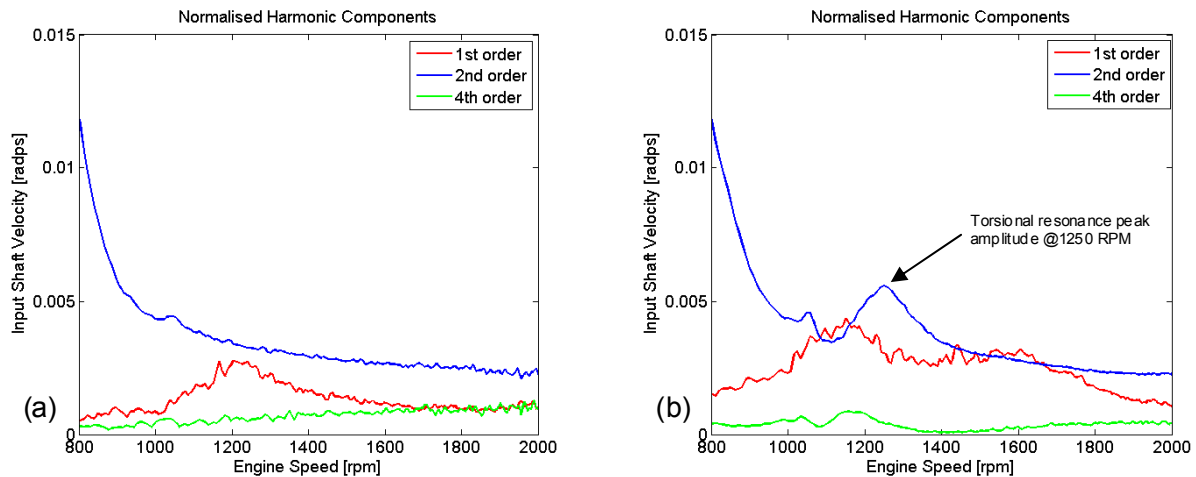 Normalised Harmonic Components
0.015
0.01
0.005
0
Input Shaft Velocity [radps]
1st order
2nd order
4th order
(a)
800 1000 1200 1400 1600 1800 2000
Engine Speed [rpm]
Normalised Harmonic Components
0.015
0.01
0.005
0
Input Shaft Velocity [radps]
1st order
2nd order
4th order
Torsional resonance peak
amplitude @1250 RPM
(b)
800 1000 1200 1400 1600 1800 2000
Engine Speed [rpm]